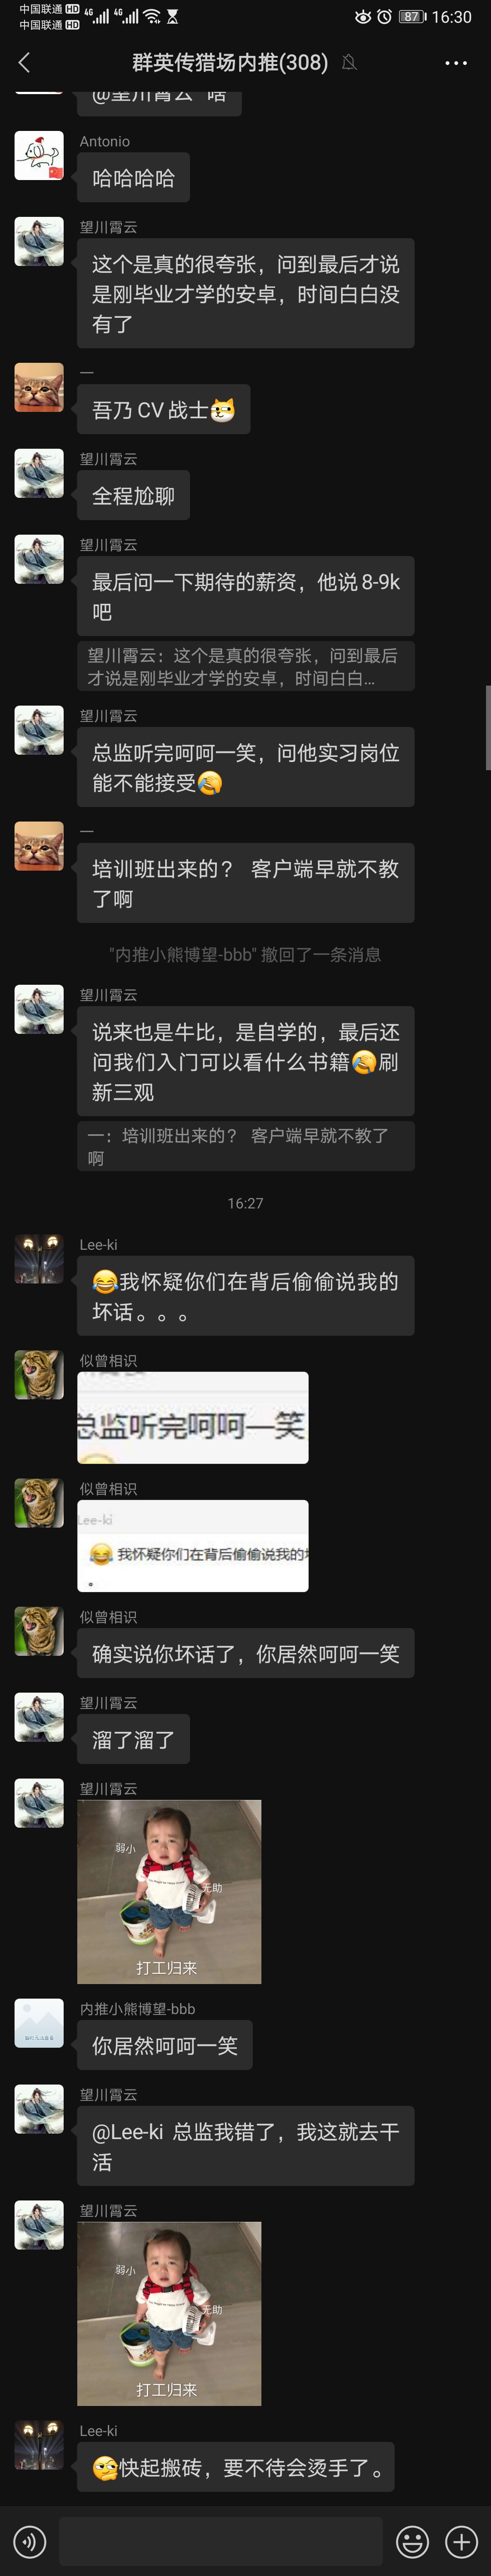 中国联通 HD 4G 4G 87 16:30
中国联通 HD
群英传猎场内推(308)
@望川霄云 啥
Antonio
哈哈哈哈
望川霄云
这个是真的很夸张，问到最后才说
是刚毕业才学的安卓，时间白白没
有了
一
吾乃 CV 战士
望川霄云
全程尬聊
望川霄云
最后问一下期待的薪资，他说 8-9k
吧
望川霄云：这个是真的很夸张，问到最后
才说是刚毕业才学的安卓，时间白白...
望川霄云
总监听完呵呵一笑，问他实习岗位
能不能接受
一
培训班出来的？ 客户端早就不教
了啊
"内推小熊博望-bbb" 撤回了一条消息
望川霄云
说来也是牛比，是自学的，最后还
问我们入门可以看什么书籍刷
新三观
一：培训班出来的？ 客户端早就不教了
啊
16:27
Lee-ki
我怀疑你们在背后偷偷说我的
坏话。。。
似曾相识
总监听完呵呵一笑
似曾相识
Lee-ki
我怀疑你们在背后偷偷说我的
。
似曾相识
确实说你坏话了，你居然呵呵一笑
望川霄云
溜了溜了
望川霄云
弱小
无助
打工归来
内推小熊博望-bbb
你居然呵呵一笑
望川霄云
@Lee-ki 总监我错了，我这就去干
活
望川霄云
弱小
无助
打工归来
Lee-ki
快起搬砖，要不待会烫手了。